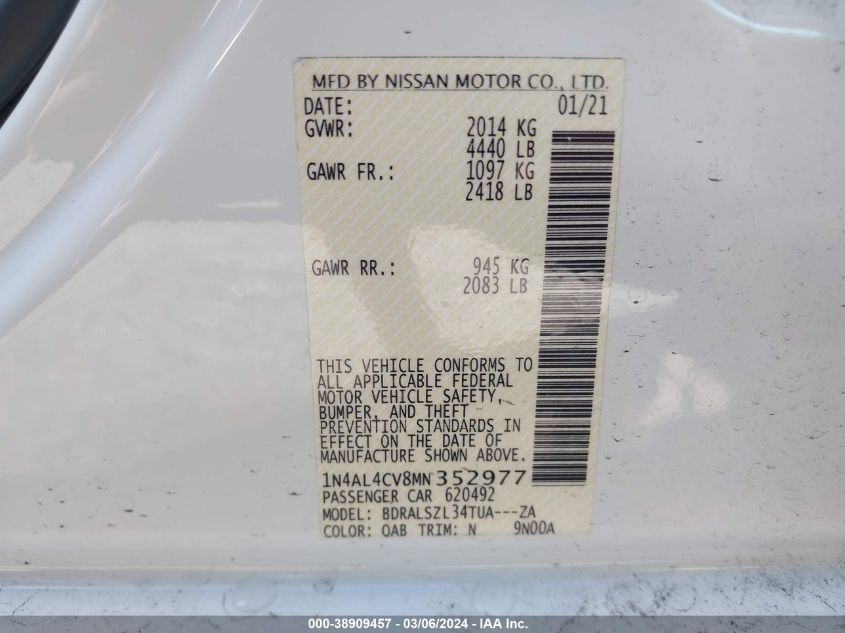 MFD BY NISSAN MOTOR CO., LTD.
DATE: 01/21
GVWR: 2014 KG
4440 LB
GAWR FR.: 1097 KG
2418 LB
GAWR RR.: 945 KG
2083 LB
THIS VEHICLE CONFORMS TO
ALL APPLICABLE FEDERAL
MOTOR VEHICLE SAFETY,
BUMPER, AND THEFT
PREVENTION STANDARDS IN
EFFECT ON THE DATE OF
MANUFACTURE SHOWN ABOVE.
1N4AL4CV8MN352977
PASSENGER CAR 620492
MODEL: BDRALSZL34TUA---ZA
COLOR: QAB TRIM: N 9N00A
000-38909457 - 03/06/2024 - IAAI.COM